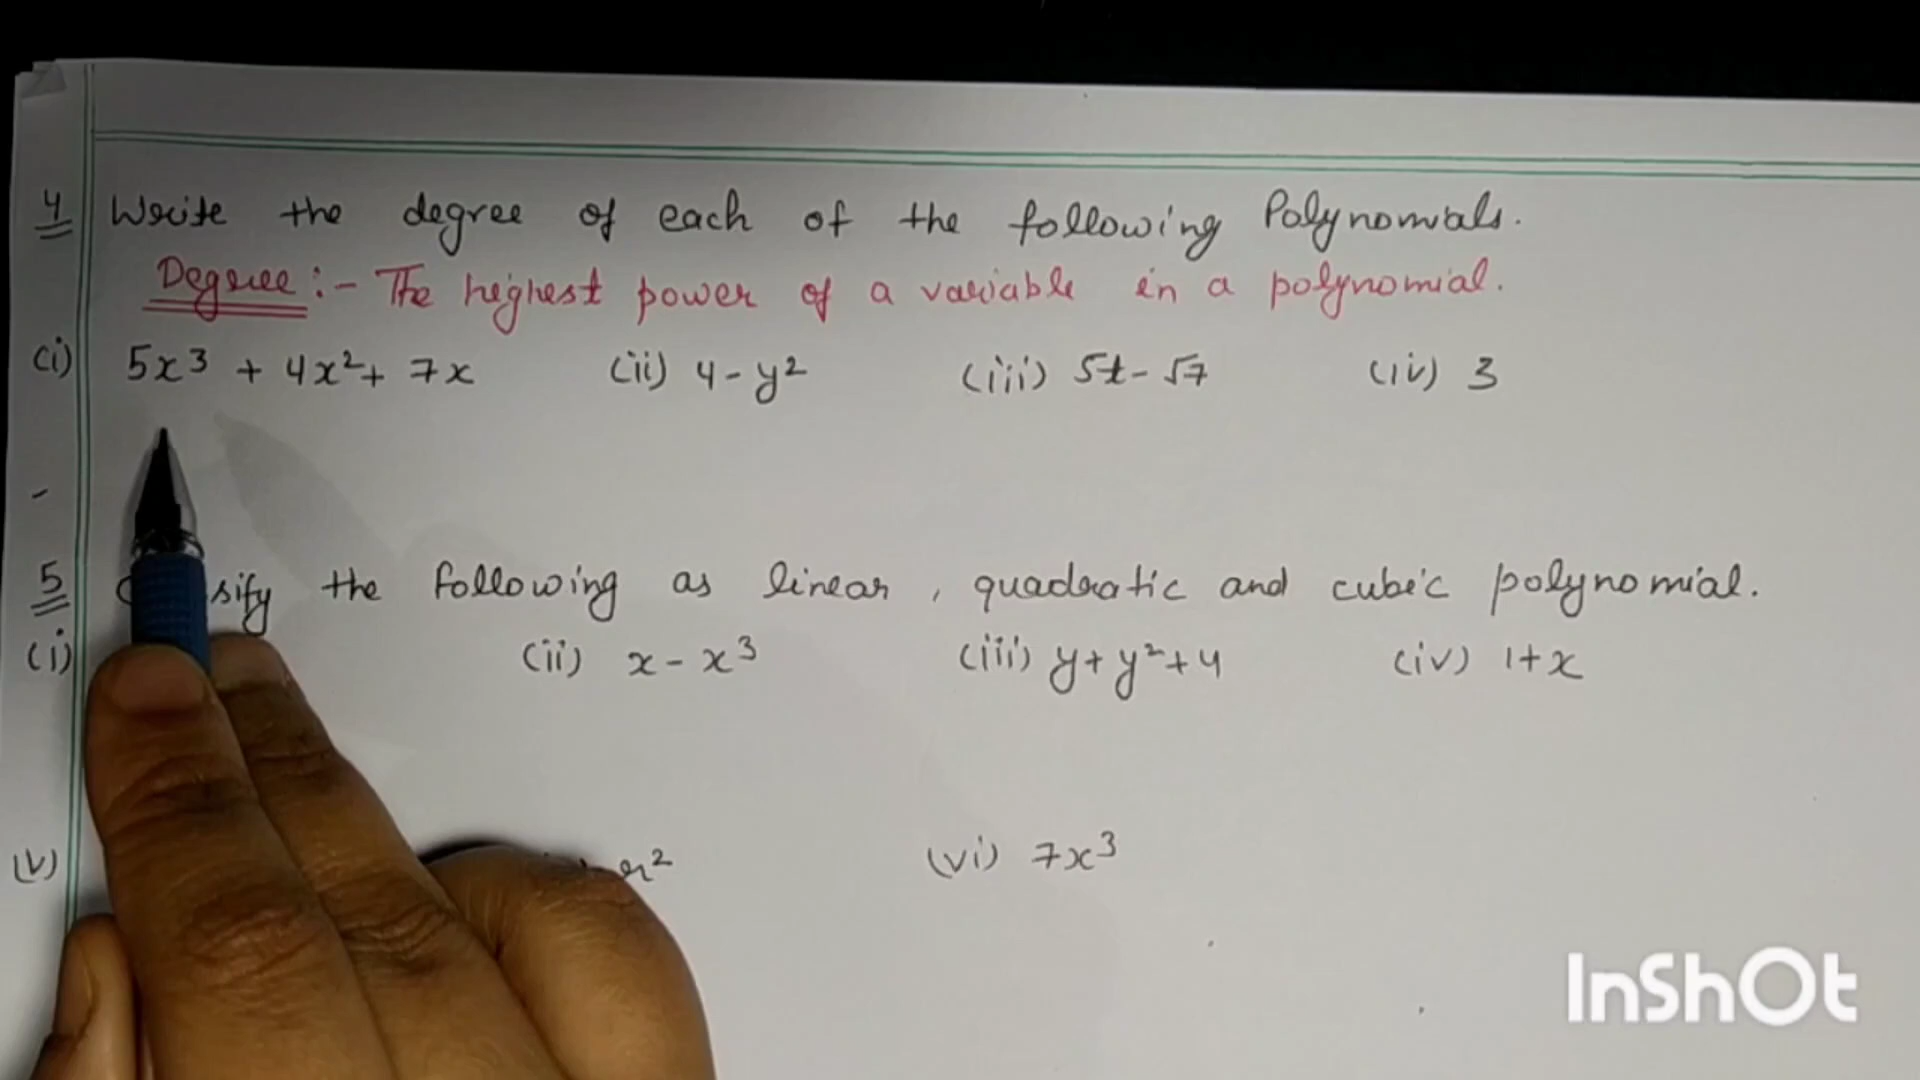 4 Write the degree of each of the following Polynomials.
Degree :- The highest power of a variable in a polynomial.
(i) 5x³ + 4x² + 7x (ii) 4 - y² (iii) 5t - √7 (iv) 3
5 the following as linear, quadratic and cubic polynomial.
(i) (ii) x - x³ (iii) y + y² + 4 (iv) 1 + x
(v) (vi) 7x³
InShOt